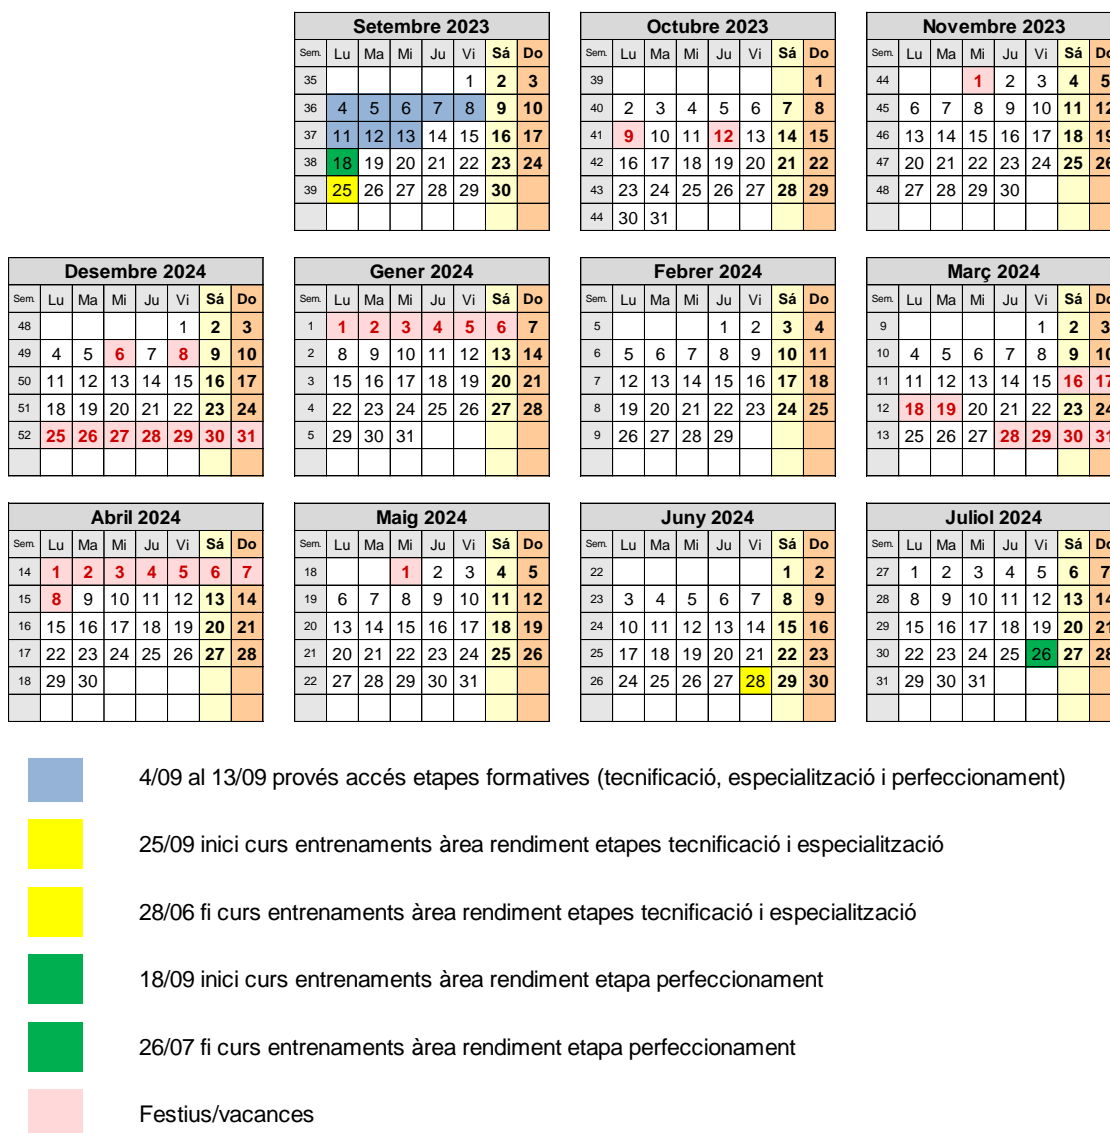 Setembre 2023 Octubre 2023 Novembre 2023
Sem. Lu Ma Mi Ju Vi Sá Do Sem. Lu Ma Mi Ju Vi Sá Do Sem. Lu Ma Mi Ju Vi Sá Do
35 1 2 3 39 1 44 1 2 3 4 5
36 4 5 6 7 8 9 10 40 2 3 4 5 6 7 8 45 6 7 8 9 10 11 12
37 11 12 13 14 15 16 17 41 9 10 11 12 13 14 15 46 13 14 15 16 17 18 19
38 18 19 20 21 22 23 24 42 16 17 18 19 20 21 22 47 20 21 22 23 24 25 26
39 25 26 27 28 29 30 43 23 24 25 26 27 28 29 48 27 28 29 30
44 30 31
Desembre 2024 Gener 2024 Febrer 2024 Març 2024
Sem. Lu Ma Mi Ju Vi Sá Do Sem. Lu Ma Mi Ju Vi Sá Do Sem. Lu Ma Mi Ju Vi Sá Do Sem. Lu Ma Mi Ju Vi Sá Do
48 1 2 3 1 1 2 3 4 5 6 7 5 1 2 3 4 9 1 2 3
49 4 5 6 7 8 9 10 2 8 9 10 11 12 13 14 6 5 6 7 8 9 10 11 10 4 5 6 7 8 9 10
50 11 12 13 14 15 16 17 3 15 16 17 18 19 20 21 7 12 13 14 15 16 17 18 11 11 12 13 14 15 16 17
51 18 19 20 21 22 23 24 4 22 23 24 25 26 27 28 8 19 20 21 22 23 24 25 12 18 19 20 21 22 23 24
52 25 26 27 28 29 30 31 5 29 30 31 9 26 27 28 29 13 25 26 27 28 29 30 31
Abril 2024 Maig 2024 Juny 2024 Juliol 2024
Sem. Lu Ma Mi Ju Vi Sá Do Sem. Lu Ma Mi Ju Vi Sá Do Sem. Lu Ma Mi Ju Vi Sá Do Sem. Lu Ma Mi Ju Vi Sá Do
14 1 2 3 4 5 6 7 18 1 2 3 4 5 22 1 2 27 1 2 3 4 5 6 7
15 8 9 10 11 12 13 14 19 6 7 8 9 10 11 12 23 3 4 5 6 7 8 9 28 8 9 10 11 12 13 14
16 15 16 17 18 19 20 21 20 13 14 15 16 17 18 19 24 10 11 12 13 14 15 16 29 15 16 17 18 19 20 21
17 22 23 24 25 26 27 28 21 20 21 22 23 24 25 26 25 17 18 19 20 21 22 23 30 22 23 24 25 26 27 28
18 29 30 22 27 28 29 30 31 26 24 25 26 27 28 29 30 31 29 30 31
4/09 al 13/09 provés accés etapes formatives (tecnificació, especialització i perfeccionament)
25/09 inici curs entrenaments àrea rendiment etapes tecnificació i especialització
28/06 fi curs entrenaments àrea rendiment etapes tecnificació i especialització
18/09 inici curs entrenaments àrea rendiment etapa perfeccionament
26/07 fi curs entrenaments àrea rendiment etapa perfeccionament
Festius/vacances